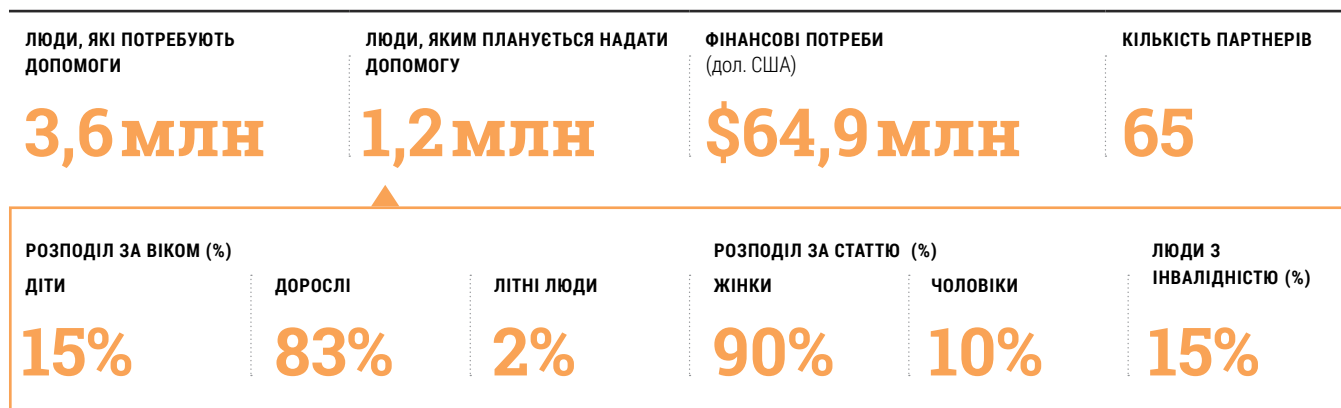 ЛЮДИ, ЯКІ ПОТРЕБУЮТЬ
ДОПОМОГИ
3,6 млн
ЛЮДИ, ЯКИМ ПЛАНУЄТЬСЯ НАДАТИ
ДОПОМОГУ
1,2 млн
ФІНАНСОВІ ПОТРЕБИ
(дол. США)
$64,9 млн
КІЛЬКІСТЬ ПАРТНЕРІВ
65
РОЗПОДІЛ ЗА ВІКОМ (%)
ДІТИ
15%
ДОРОСЛІ
83%
ЛІТНІ ЛЮДИ
2%
РОЗПОДІЛ ЗА СТАТТЮ (%)
ЖІНКИ
90%
ЧОЛОВІКИ
10%
ЛЮДИ З
ІНВАЛІДНІСТЮ (%)
15%